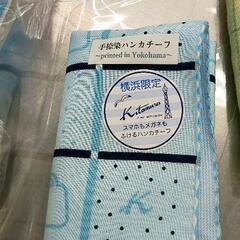 手捺染ハンカチーフ
~printed in Yokohama~
横浜限定
Kitamura
スマホもメガネも
ふけるハンカチーフ
K